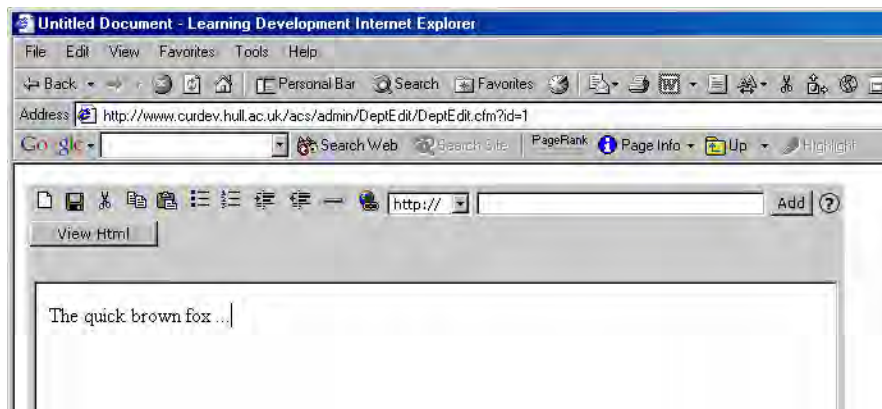 Untitled Document - Learning Development Internet Explorer
File Edit View Favorites Tools Help
Back Personal Bar Search Favorites
Address http://www.curdev.hull.ac.uk/acs/admin/DeptEdit/DeptEdit.cfm?id=1
Google Search Web Search Site PageRank Page Info Up Highlight
http:// Add ?
View Html
The quick brown fox ...